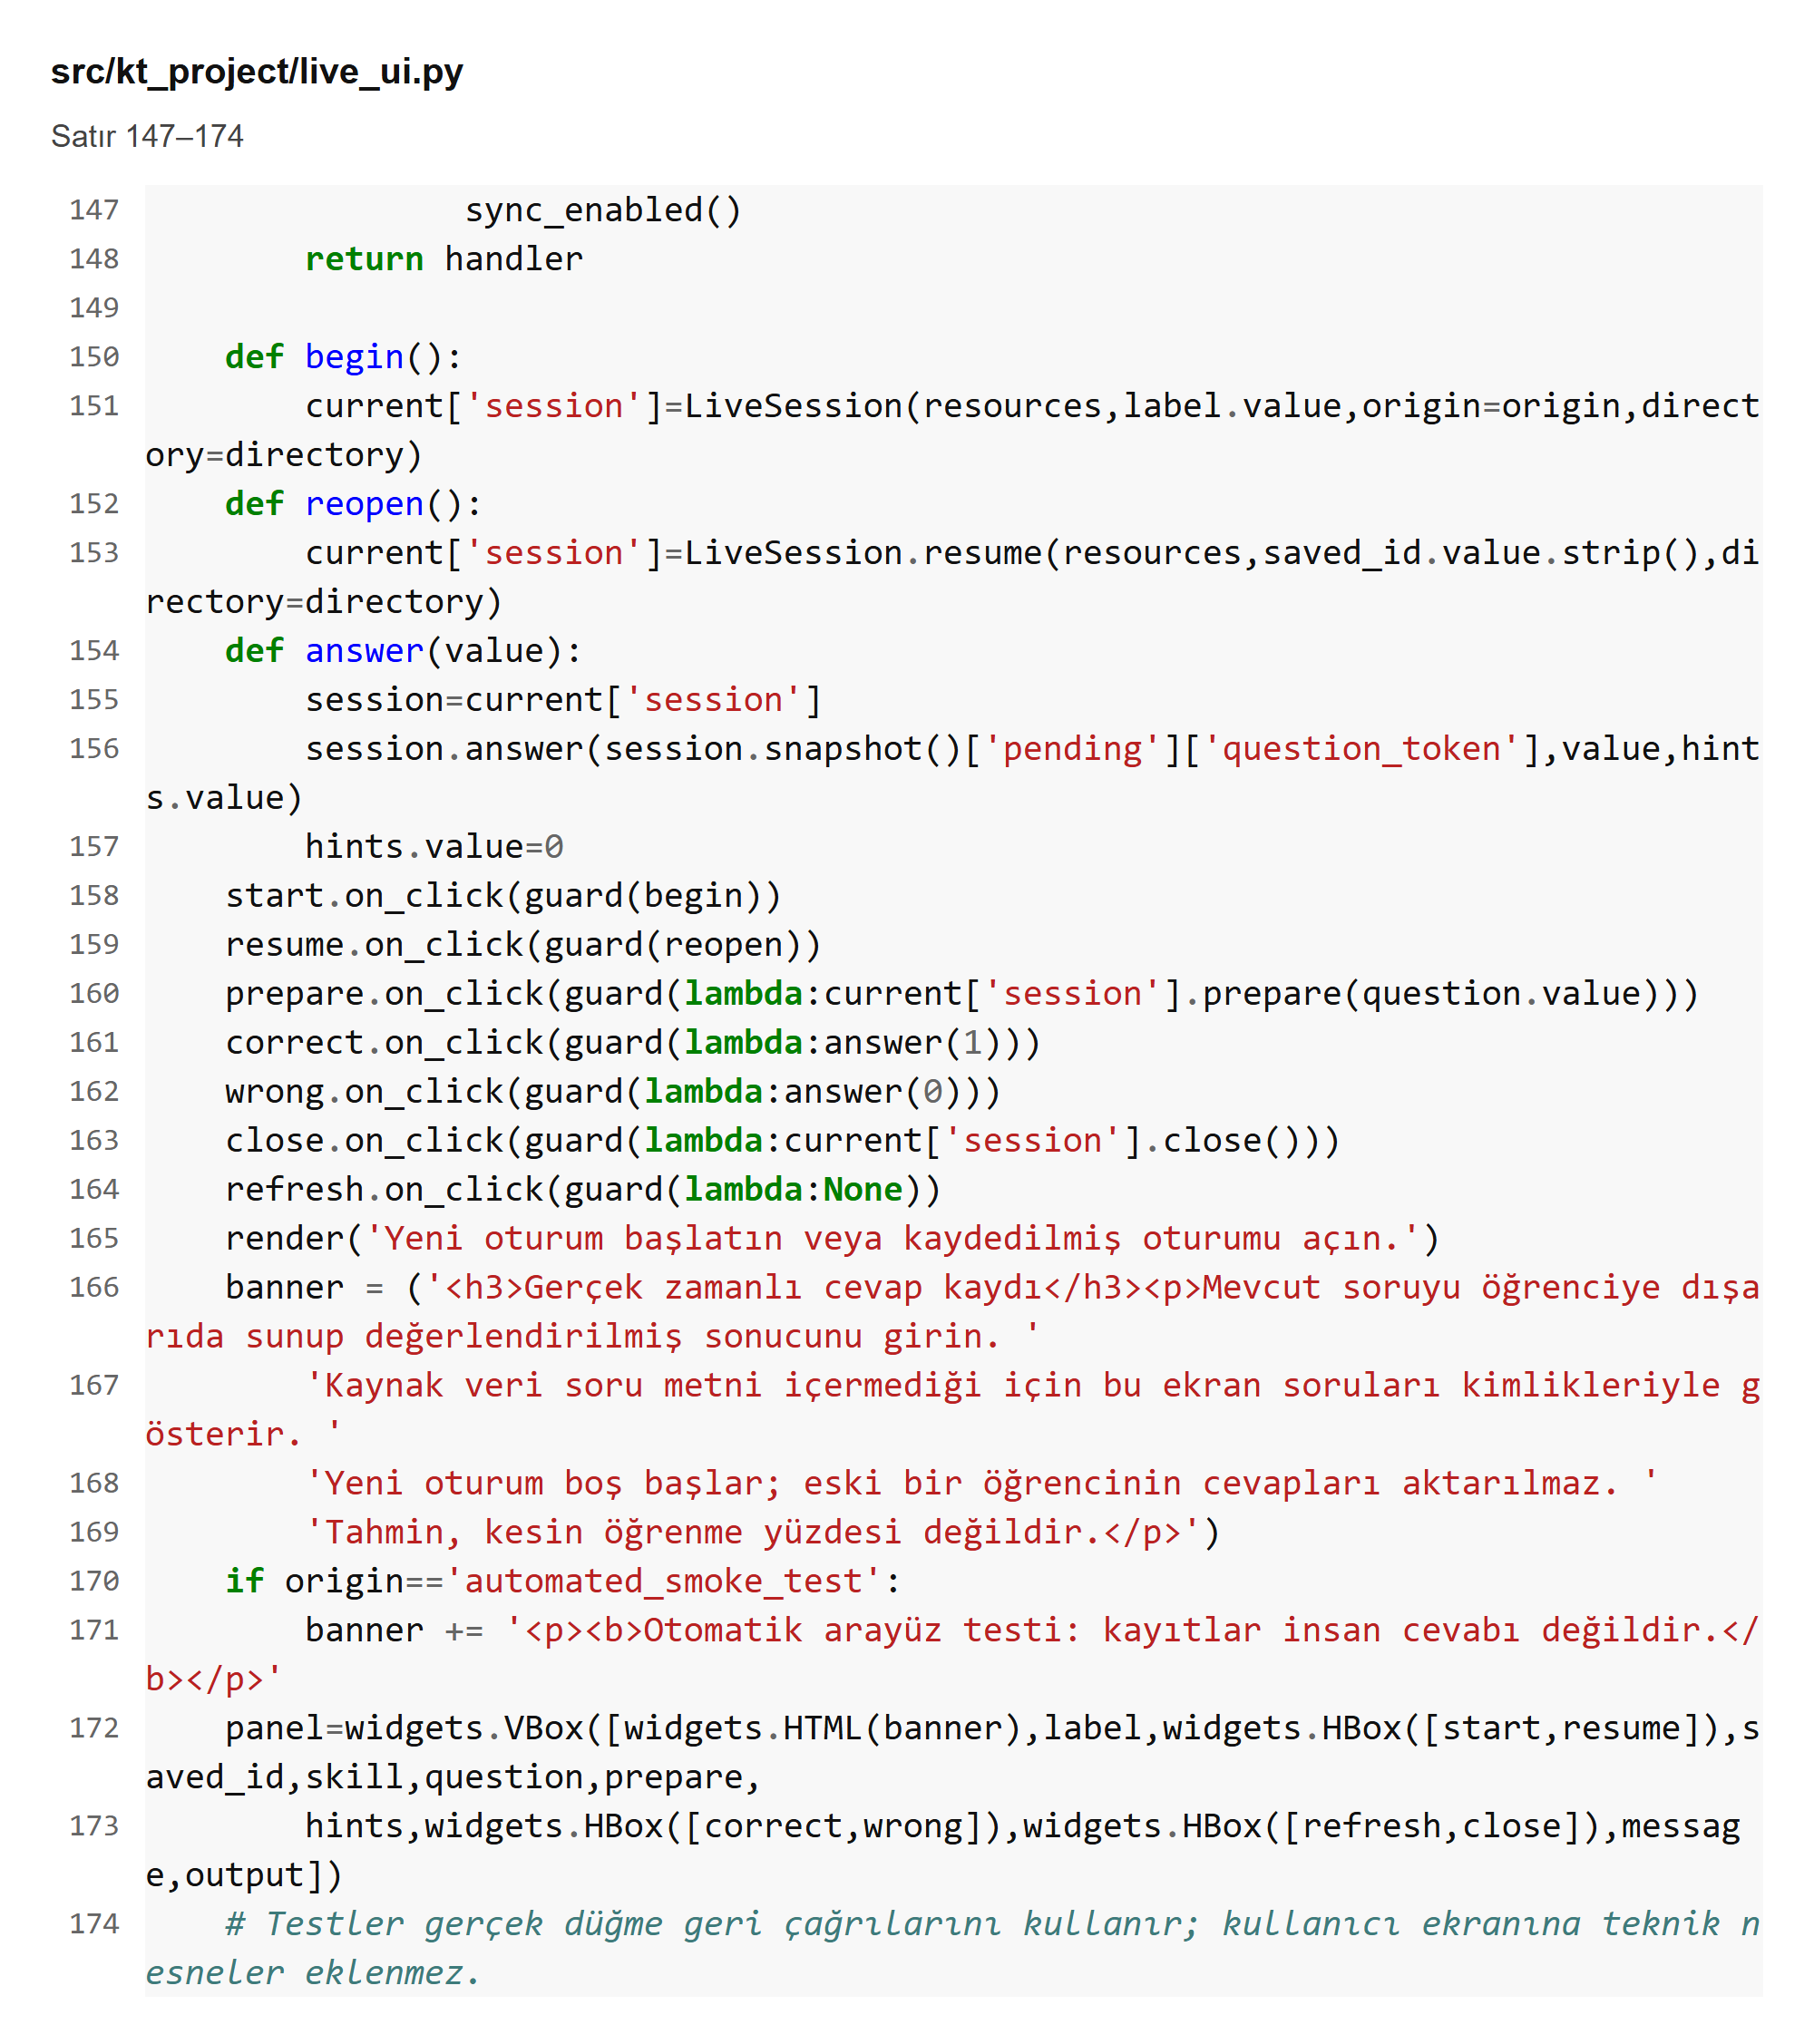 src/kt_project/live_ui.py
Satır 147–174
147                 sync_enabled()
148         return handler
149
150     def begin():
151         current['session']=LiveSession(resources,label.value,origin=origin,direct
ory=directory)
152     def reopen():
153         current['session']=LiveSession.resume(resources,saved_id.value.strip(),di
rectory=directory)
154     def answer(value):
155         session=current['session']
156         session.answer(session.snapshot()['pending']['question_token'],value,hint
s.value)
157         hints.value=0
158     start.on_click(guard(begin))
159     resume.on_click(guard(reopen))
160     prepare.on_click(guard(lambda:current['session'].prepare(question.value)))
161     correct.on_click(guard(lambda:answer(1)))
162     wrong.on_click(guard(lambda:answer(0)))
163     close.on_click(guard(lambda:current['session'].close()))
164     refresh.on_click(guard(lambda:None))
165     render('Yeni oturum başlatın veya kaydedilmiş oturumu açın.')
166     banner = ('<h3>Gerçek zamanlı cevap kaydı</h3><p>Mevcut soruyu öğrenciye dışa
rıda sunup değerlendirilmiş sonucunu girin. '
167         'Kaynak veri soru metni içermediği için bu ekran soruları kimlikleriyle g
österir. '
168         'Yeni oturum boş başlar; eski bir öğrencinin cevapları aktarılmaz. '
169         'Tahmin, kesin öğrenme yüzdesi değildir.</p>')
170     if origin=='automated_smoke_test':
171         banner += '<p><b>Otomatik arayüz testi: kayıtlar insan cevabı değildir.</
b></p>'
172     panel=widgets.VBox([widgets.HTML(banner),label,widgets.HBox([start,resume]),s
aved_id,skill,question,prepare,
173         hints,widgets.HBox([correct,wrong]),widgets.HBox([refresh,close]),messag
e,output])
174     # Testler gerçek düğme geri çağrılarını kullanır; kullanıcı ekranına teknik n
esneler eklenmez.